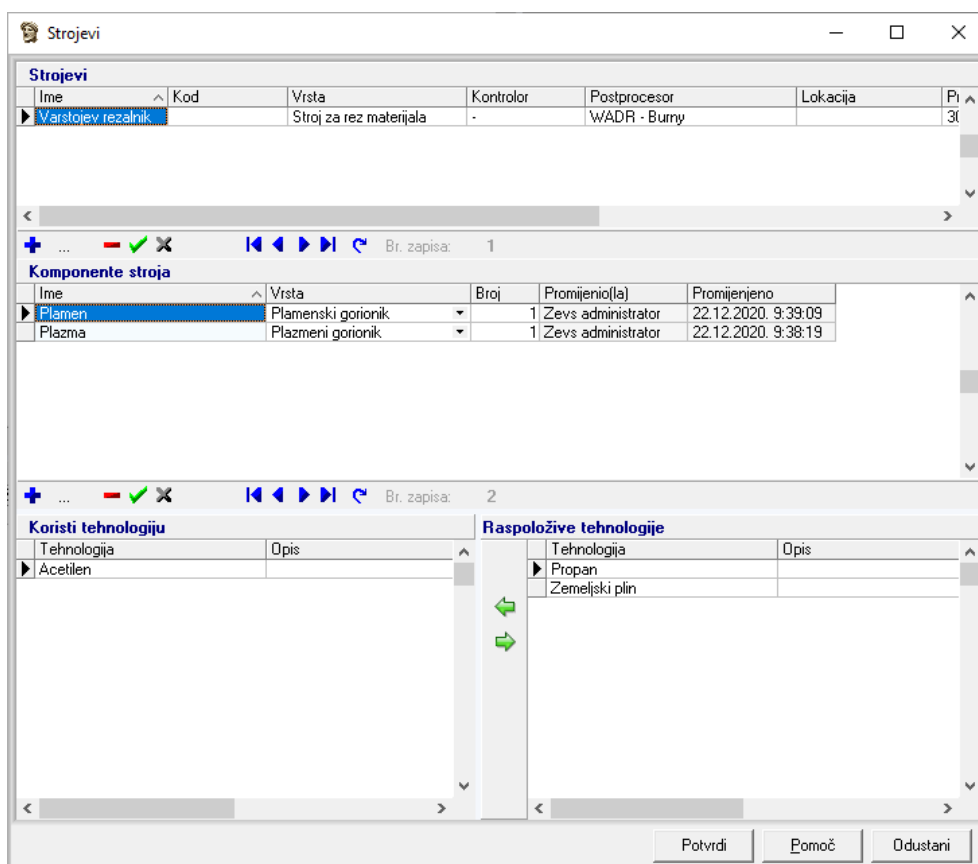 Strojevi
Strojevi
Ime Kod Vrsta Kontrolor Postprocesor Lokacija
Varstojev rezalnik Stroj za rez materijala - WADR - Burny
... Br. zapisa: 1
Komponente stroja
Ime Vrsta Broj Promijenio(la) Promijenjeno
Plamen Plamenski gorionik 1 Zevs administrator 22.12.2020. 9:39:09
Plazma Plazmeni gorionik 1 Zevs administrator 22.12.2020. 9:38:19
... Br. zapisa: 2
Koristi tehnologiju Raspoložive tehnologije
Tehnologija Opis Tehnologija Opis
Acetilen Propan
Zemeljski plin
Potvrdi Pomoč Odustani